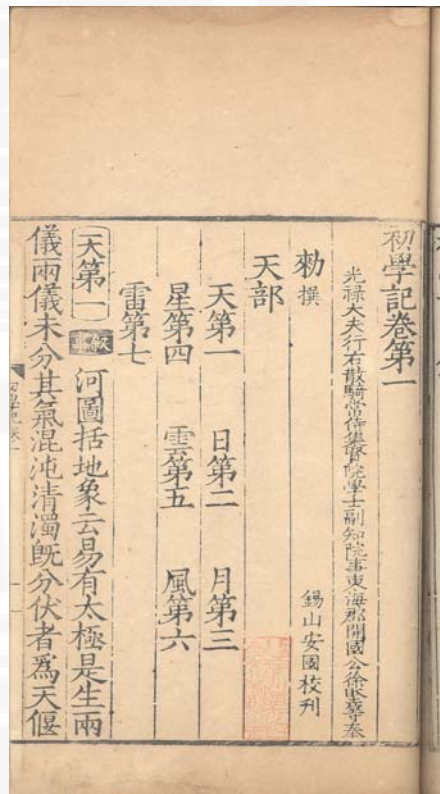 初學記卷第一
光禄大夫行右散騎常侍集賢院學士副知院事東海郡開國公徐堅等奉
勑撰 錫山安國校刋
天部
天第一 日第二 月第三
星第四 雲第五 風第六
雷第七
天第一 叙事 河圖括地象云易有太極是生兩
儀兩儀未分其氣混沌清濁既分伏者爲天偃